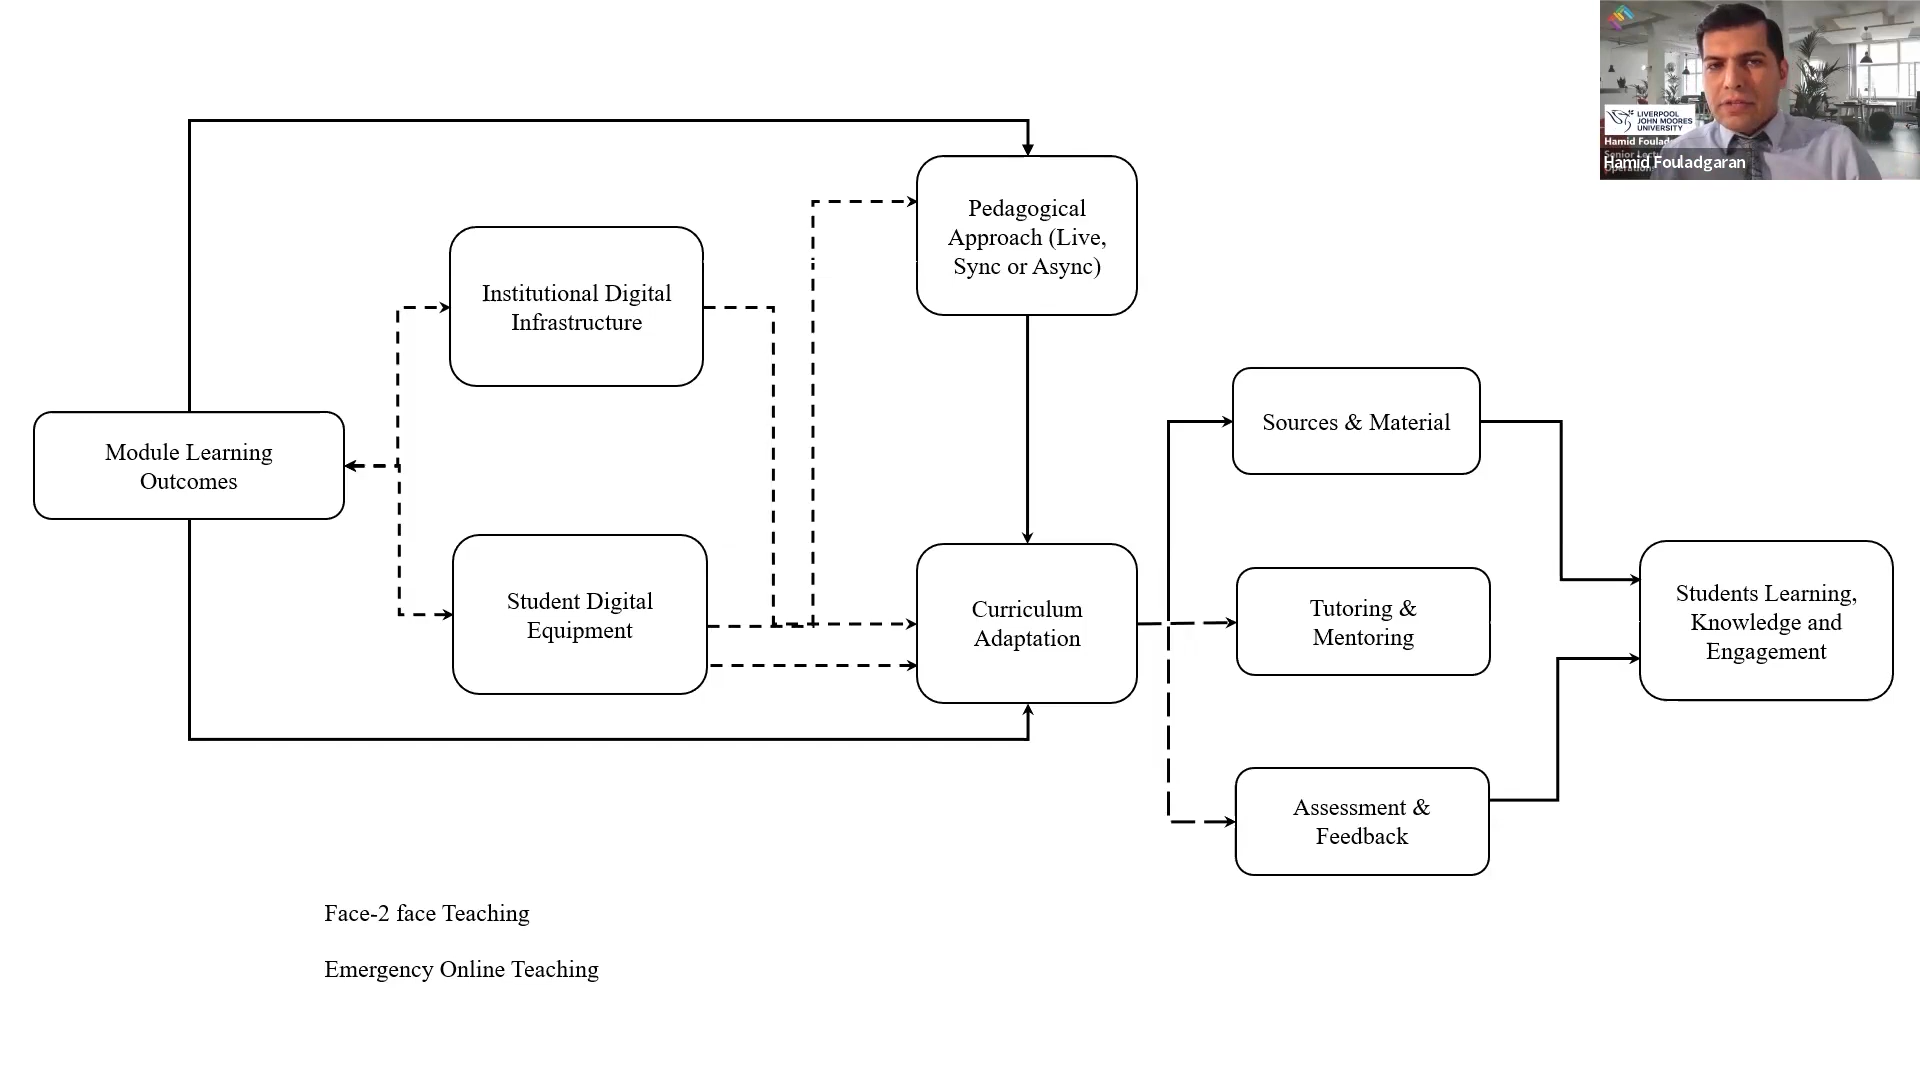 Pedagogical
Approach (Live,
Sync or Async)
Institutional Digital
Infrastructure
Module Learning
Outcomes
Student Digital
Equipment
Curriculum
Adaptation
Sources & Material
Tutoring &
Mentoring
Assessment &
Feedback
Students Learning,
Knowledge and
Engagement
Face-2 face Teaching
Emergency Online Teaching
LIVERPOOL
JOHN MOORES
UNIVERSITY
Hamid
Senior
Hamid Fouladgaran